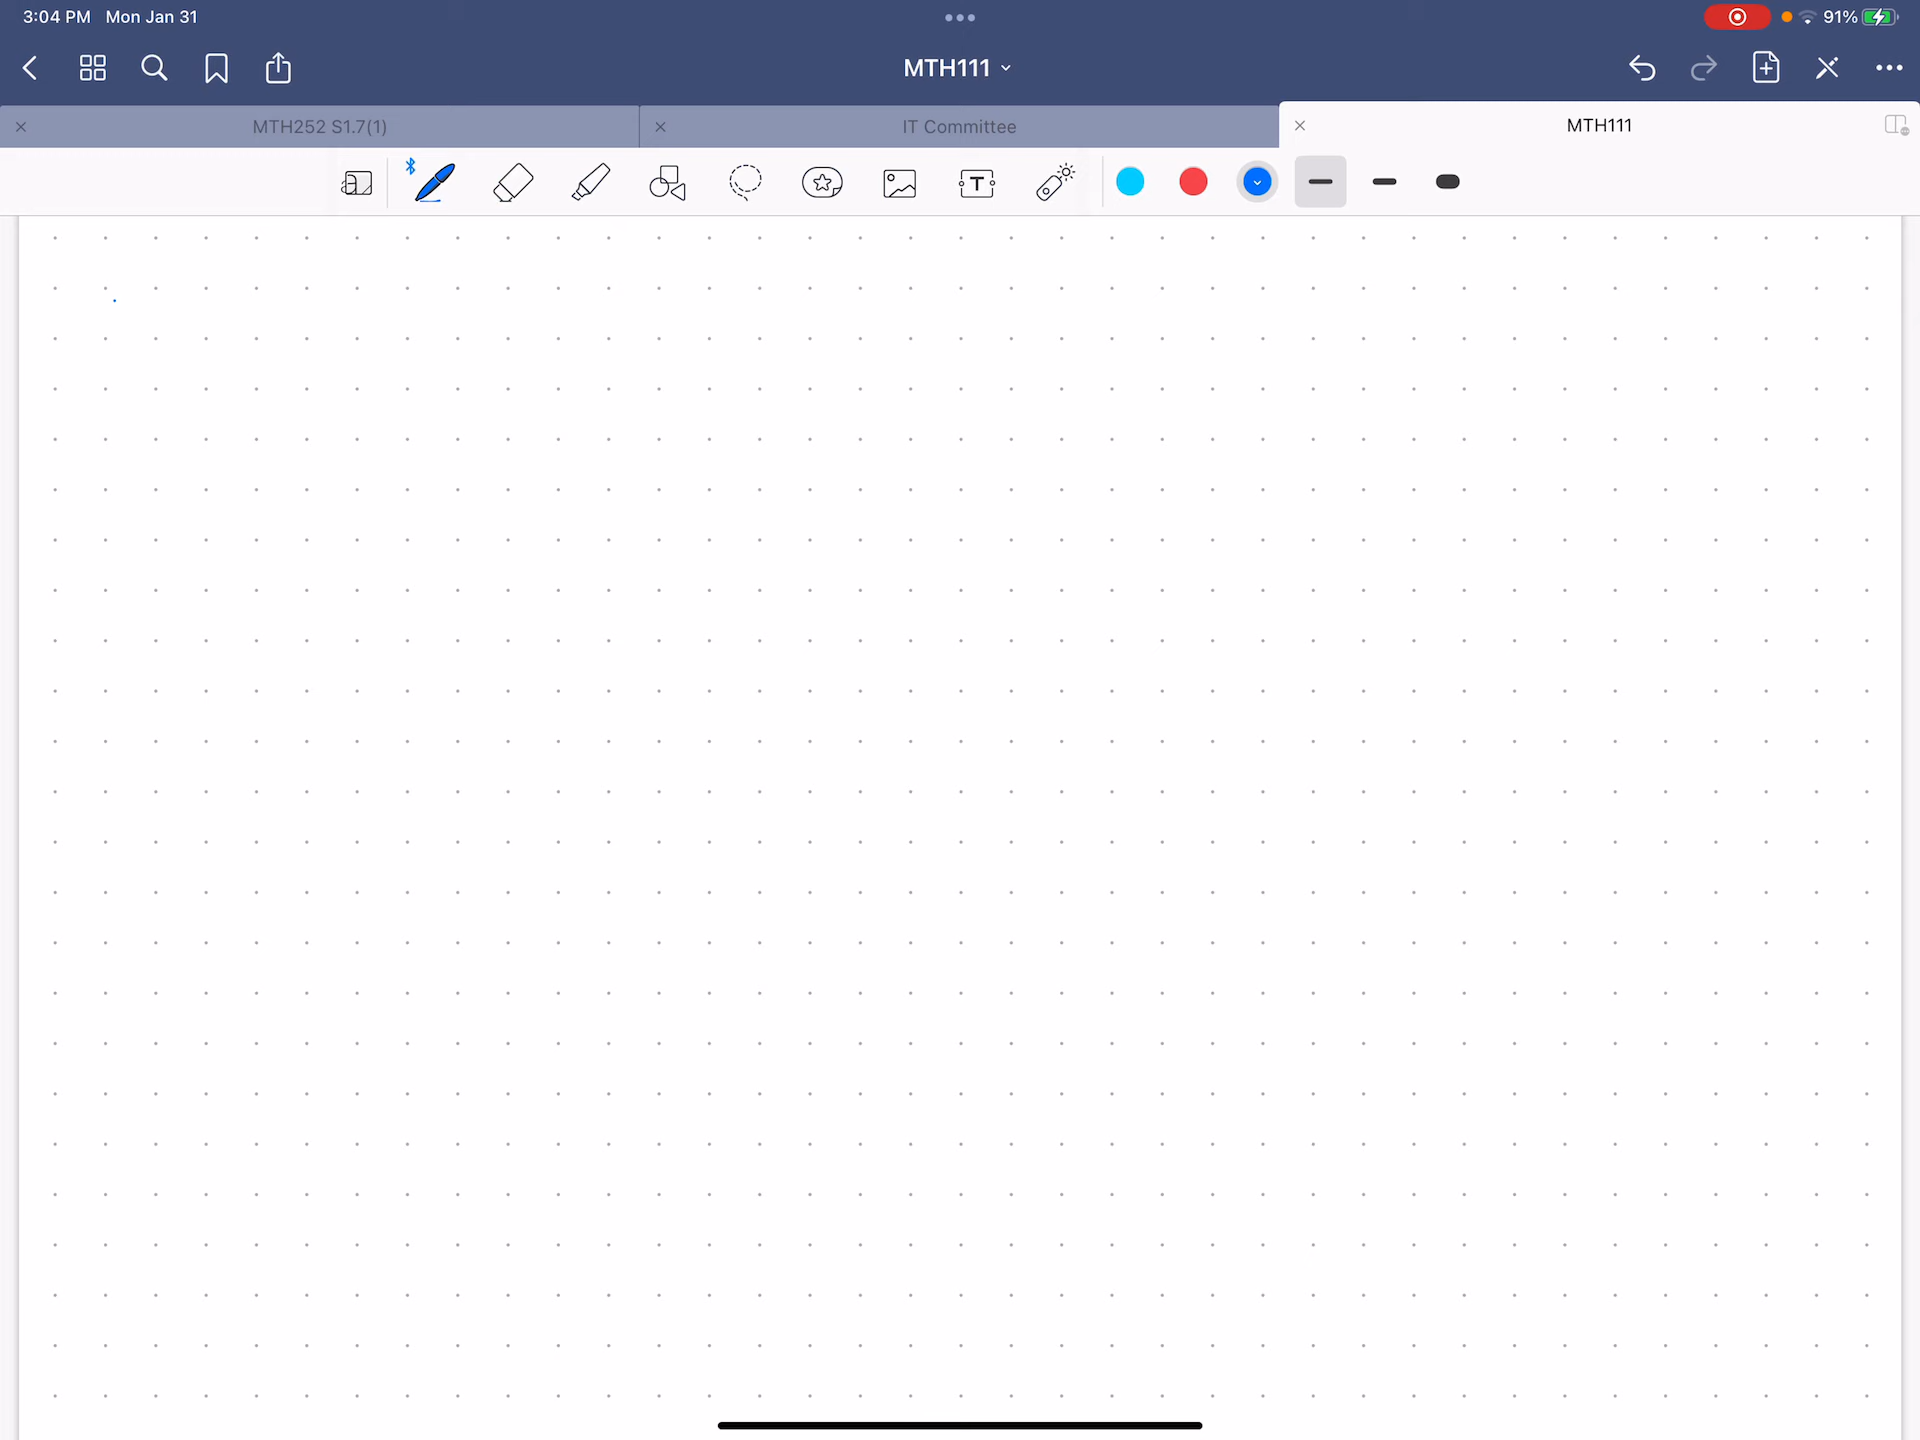 3:04 PM Mon Jan 31
91%
MTH111
MTH252 S1.7(1)
IT Committee
MTH111
T